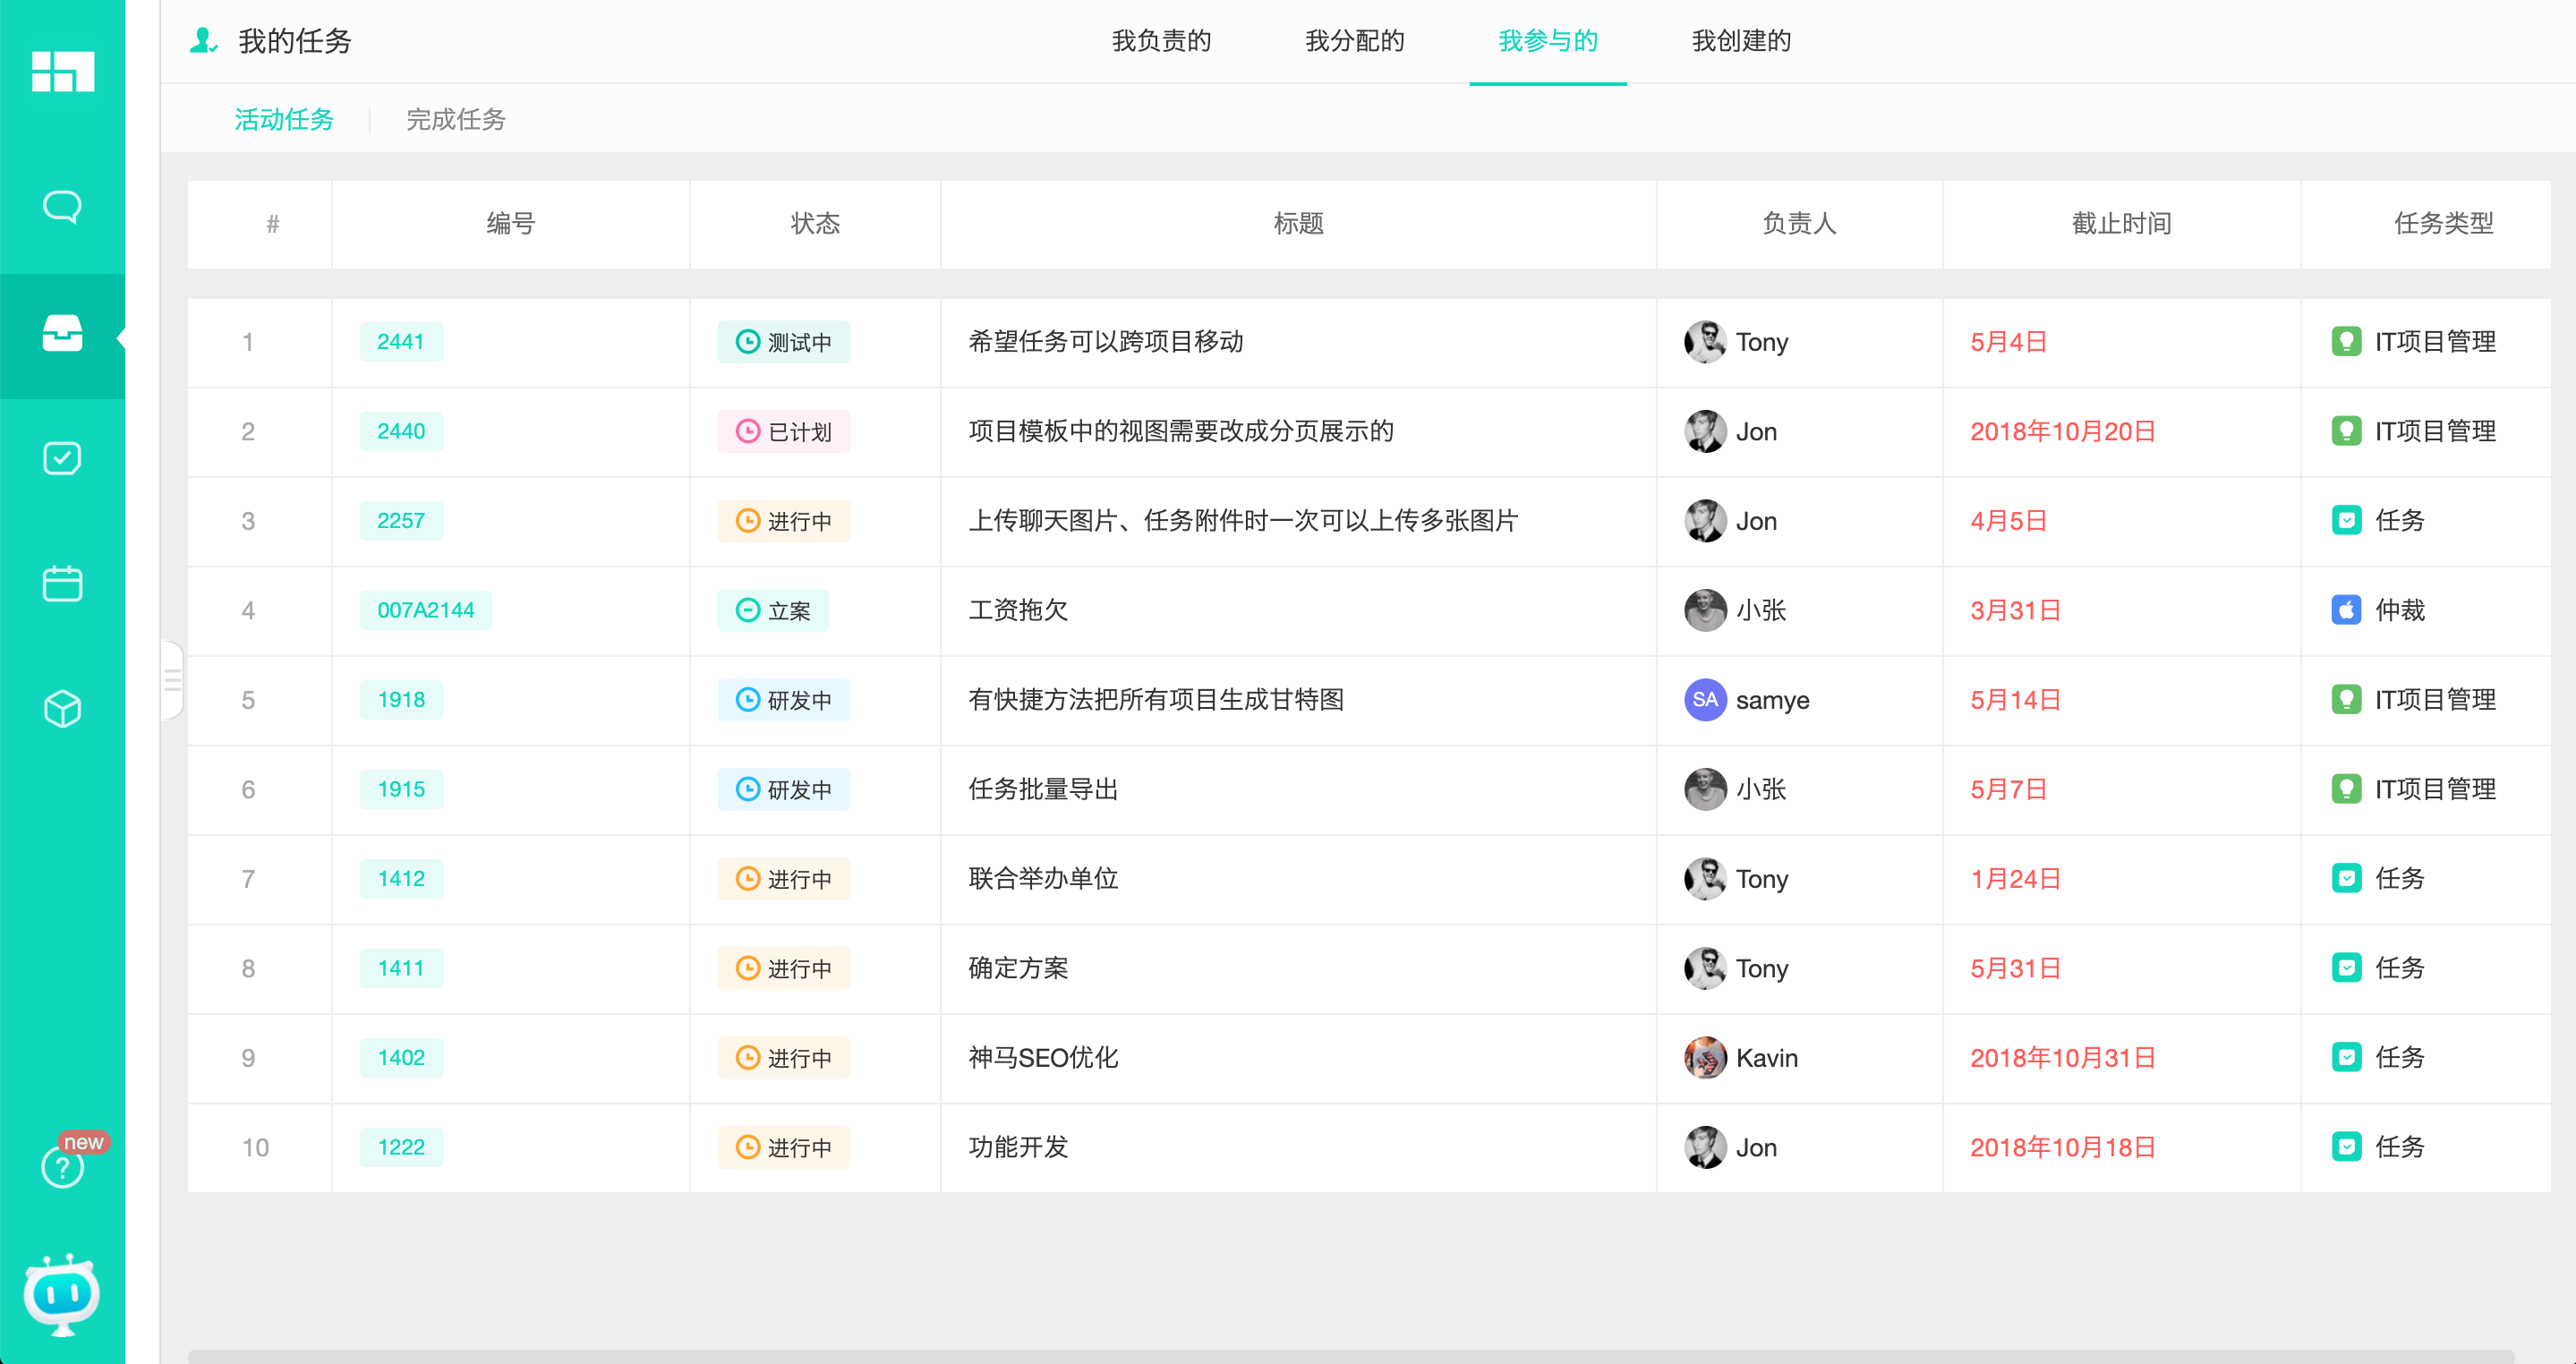 我的任务 我负责的 我分配的 我参与的 我创建的
活动任务 完成任务
# 编号 状态 标题 负责人 截止时间 任务类型
1 2441 测试中 希望任务可以跨项目移动 Tony 5月4日 IT项目管理
2 2440 已计划 项目模板中的视图需要改成分页展示的 Jon 2018年10月20日 IT项目管理
3 2257 进行中 上传聊天图片、任务附件时一次可以上传多张图片 Jon 4月5日 任务
4 007A2144 立案 工资拖欠 小张 3月31日 仲裁
5 1918 研发中 有快捷方法把所有项目生成甘特图 SA samye 5月14日 IT项目管理
6 1915 研发中 任务批量导出 小张 5月7日 IT项目管理
7 1412 进行中 联合举办单位 Tony 1月24日 任务
8 1411 进行中 确定方案 Tony 5月31日 任务
9 1402 进行中 神马SEO优化 Kavin 2018年10月31日 任务
10 1222 进行中 功能开发 Jon 2018年10月18日 任务
new
?